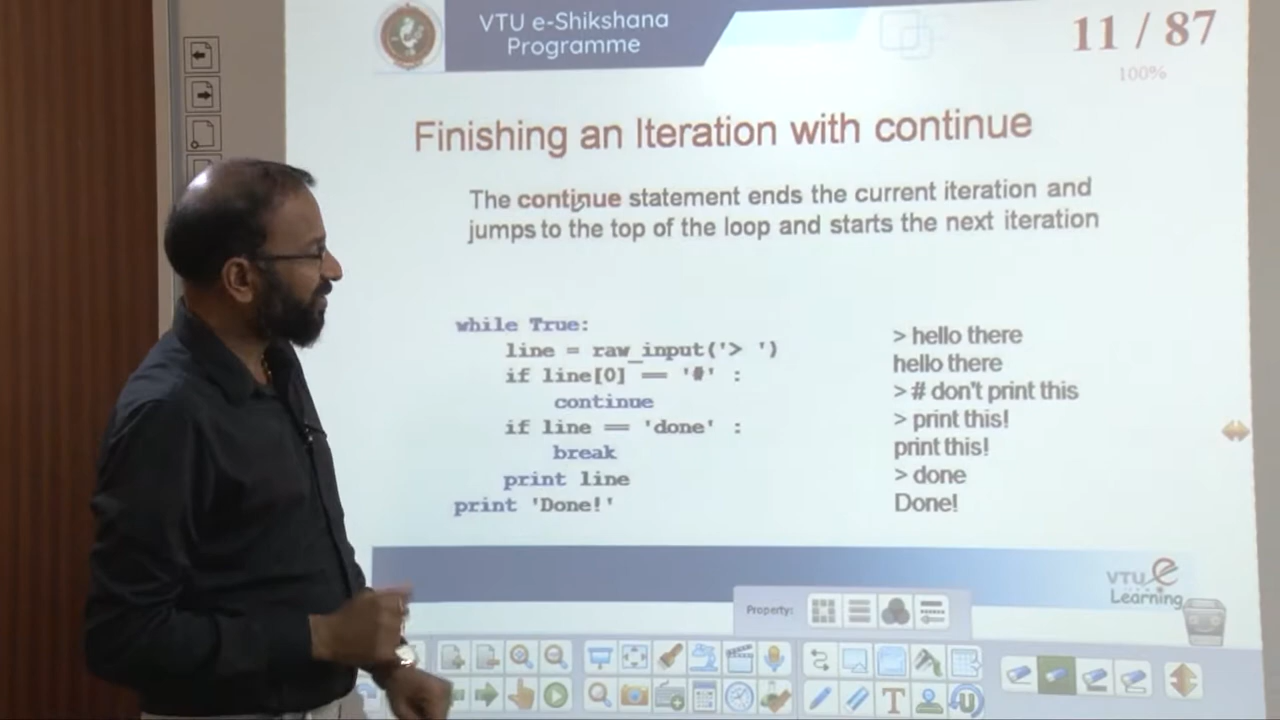 VTU e-Shikshana
Programme
11 / 87
100%
Finishing an Iteration with continue
The continue statement ends the current iteration and
jumps to the top of the loop and starts the next iteration
while True:
line = raw_input('> ')
if line[0] == '#' :
continue
if line == 'done' :
break
print line
print 'Done!'
> hello there
hello there
> # don't print this
> print this!
print this!
> done
Done!
VTU e
Learning
Property:
T